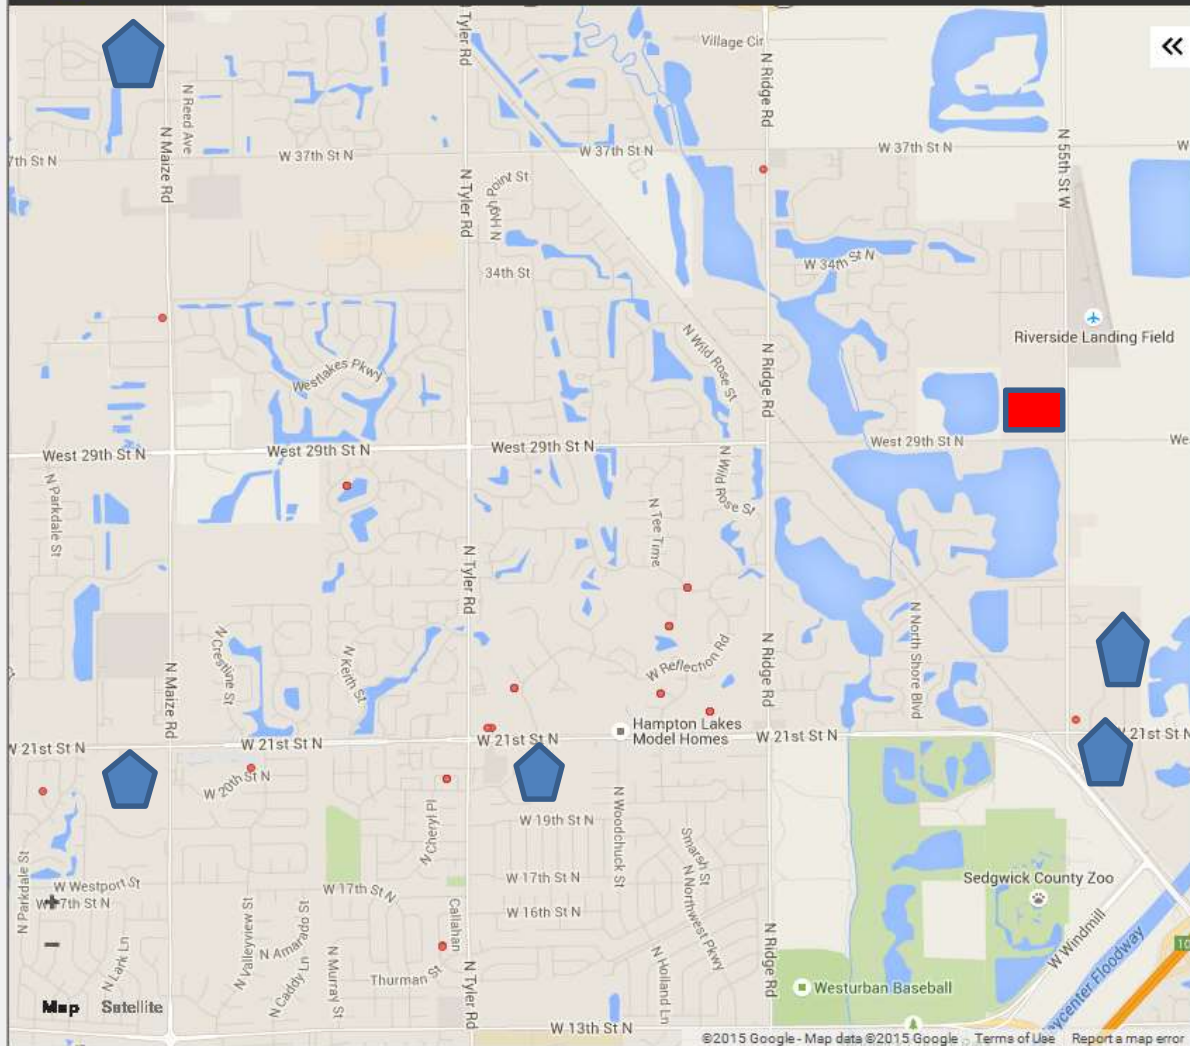 N Tyler Rd
Village Cir
N Ridge Rd
N Reed Ave
N Maize Rd
7th St N
W 37th St N
W 37th St N
W 37th St N
N 55th St W
N High Point St
N Tyler Rd
34th St
W 34th St N
Riverside Landing Field
N Wild Rose St
N Ridge Rd
Westlakes Pkwy
West 29th St N
West 29th St N
West 29th St N
West 29th St N
We
N Parkdale St
N Wild Rose St
N Tee Time
N Tyler Rd
N North Shore Blvd
N Crestline St
N Keith St
W Reflection Rd
N Ridge Rd
N Maize Rd
Hampton Lakes
Model Homes
W 21st St N
W 21st St N
W 21st St N
W 21st St N
21st St N
W 20th St N
N Cheryl Pl
W 19th St N
N Woodchuck St
Smarsh St
N Northwest Pkwy
N Parkdale St
W Westport St
W 17th St N
W 17th St N
W 17th St N
Sedgwick County Zoo
W 16th St N
Callahan
N Valleyview St
N Amarado St
N Caddy Ln
N Murray St
N Lark Ln
Thurman St
N Tyler Rd
N Holland Ln
N Ridge Rd
W Windmill
aycenter Floodway
10
Westurban Baseball
Map Satellite
W 13th St N
©2015 Google - Map data ©2015 Google Terms of Use Report a map error